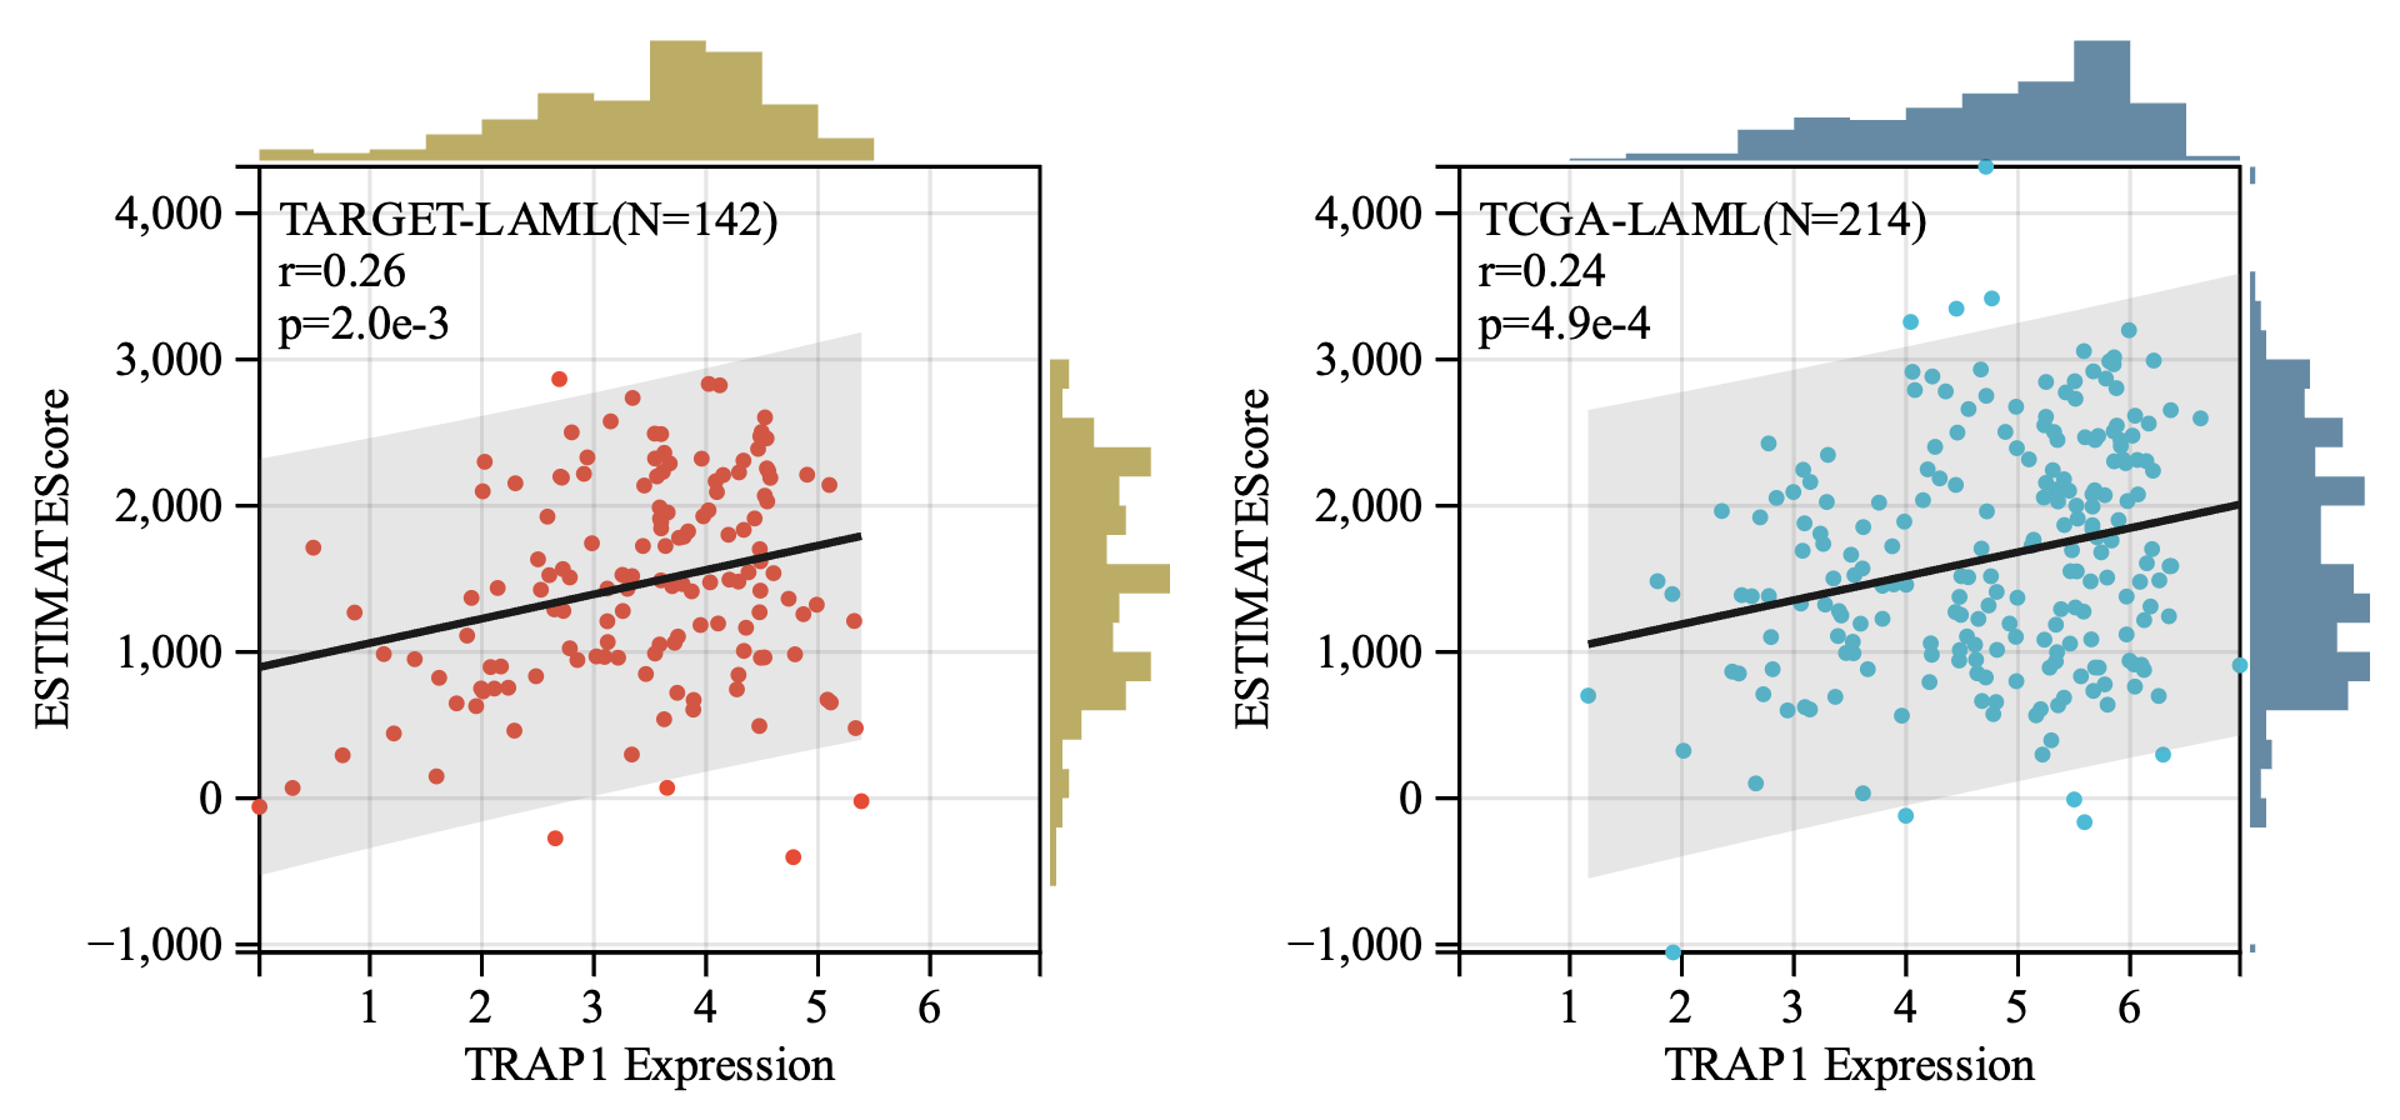 TARGET-LAML(N=142)
r=0.26
p=2.0e-3
4,000
3,000
2,000
1,000
0
−1,000
ESTIMATEScore
1 2 3 4 5 6
TRAP1 Expression
TCGA-LAML(N=214)
r=0.24
p=4.9e-4
4,000
3,000
2,000
1,000
0
−1,000
ESTIMATEScore
1 2 3 4 5 6
TRAP1 Expression